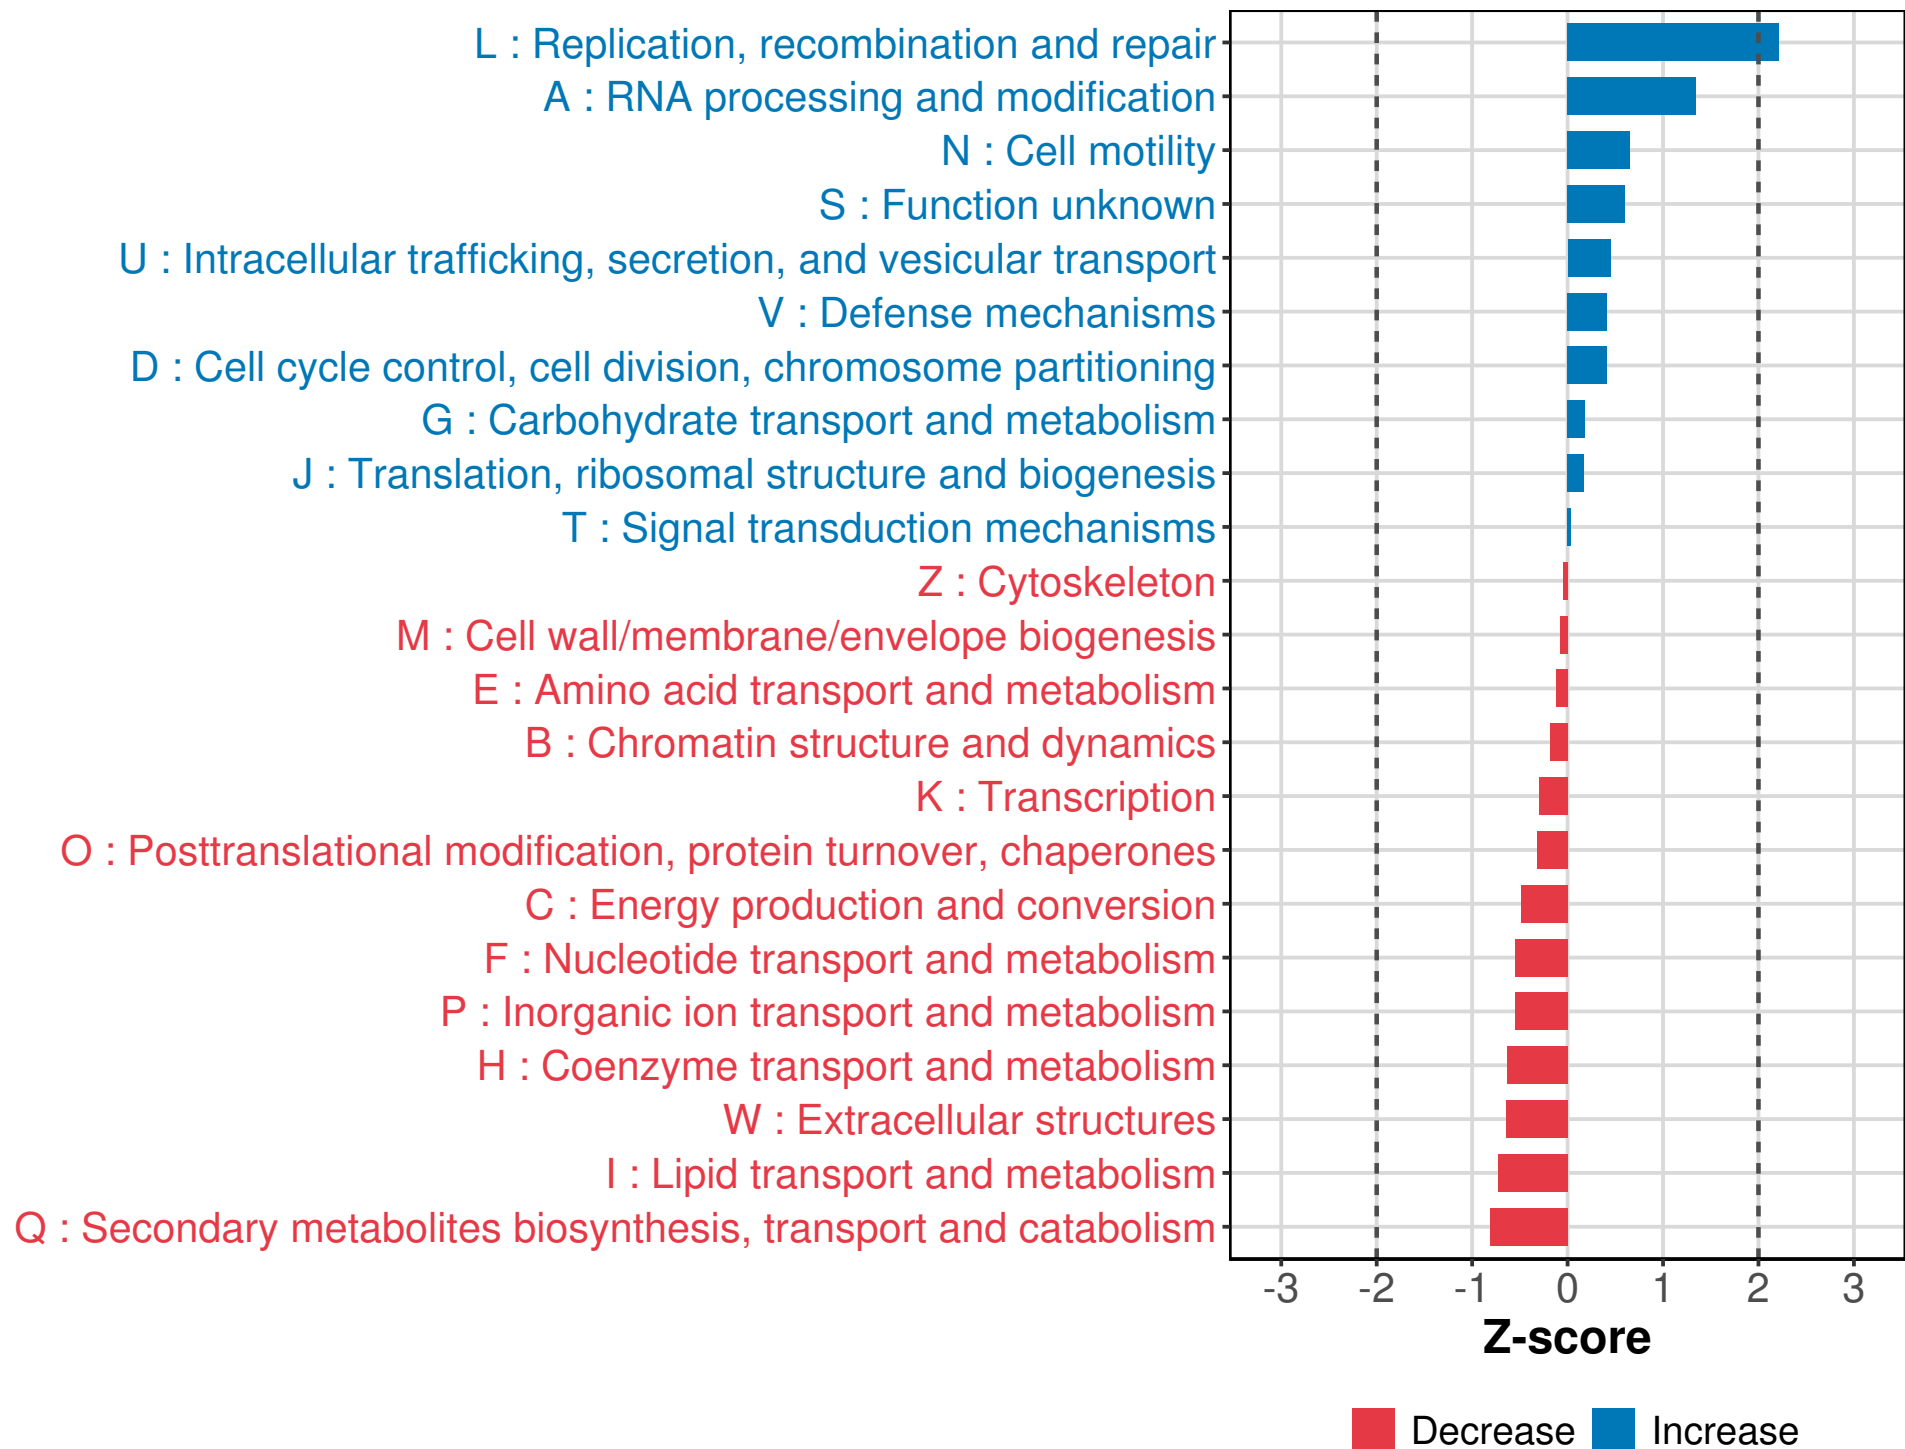 L : Replication, recombination and repair
A : RNA processing and modification
N : Cell motility
S : Function unknown
U : Intracellular trafficking, secretion, and vesicular transport
V : Defense mechanisms
D : Cell cycle control, cell division, chromosome partitioning
G : Carbohydrate transport and metabolism
J : Translation, ribosomal structure and biogenesis
T : Signal transduction mechanisms
Z : Cytoskeleton
M : Cell wall/membrane/envelope biogenesis
E : Amino acid transport and metabolism
B : Chromatin structure and dynamics
K : Transcription
O : Posttranslational modification, protein turnover, chaperones
C : Energy production and conversion
F : Nucleotide transport and metabolism
P : Inorganic ion transport and metabolism
H : Coenzyme transport and metabolism
W : Extracellular structures
I : Lipid transport and metabolism
Q : Secondary metabolites biosynthesis, transport and catabolism
-3 -2 -1 0 1 2 3
Z-score
Decrease Increase